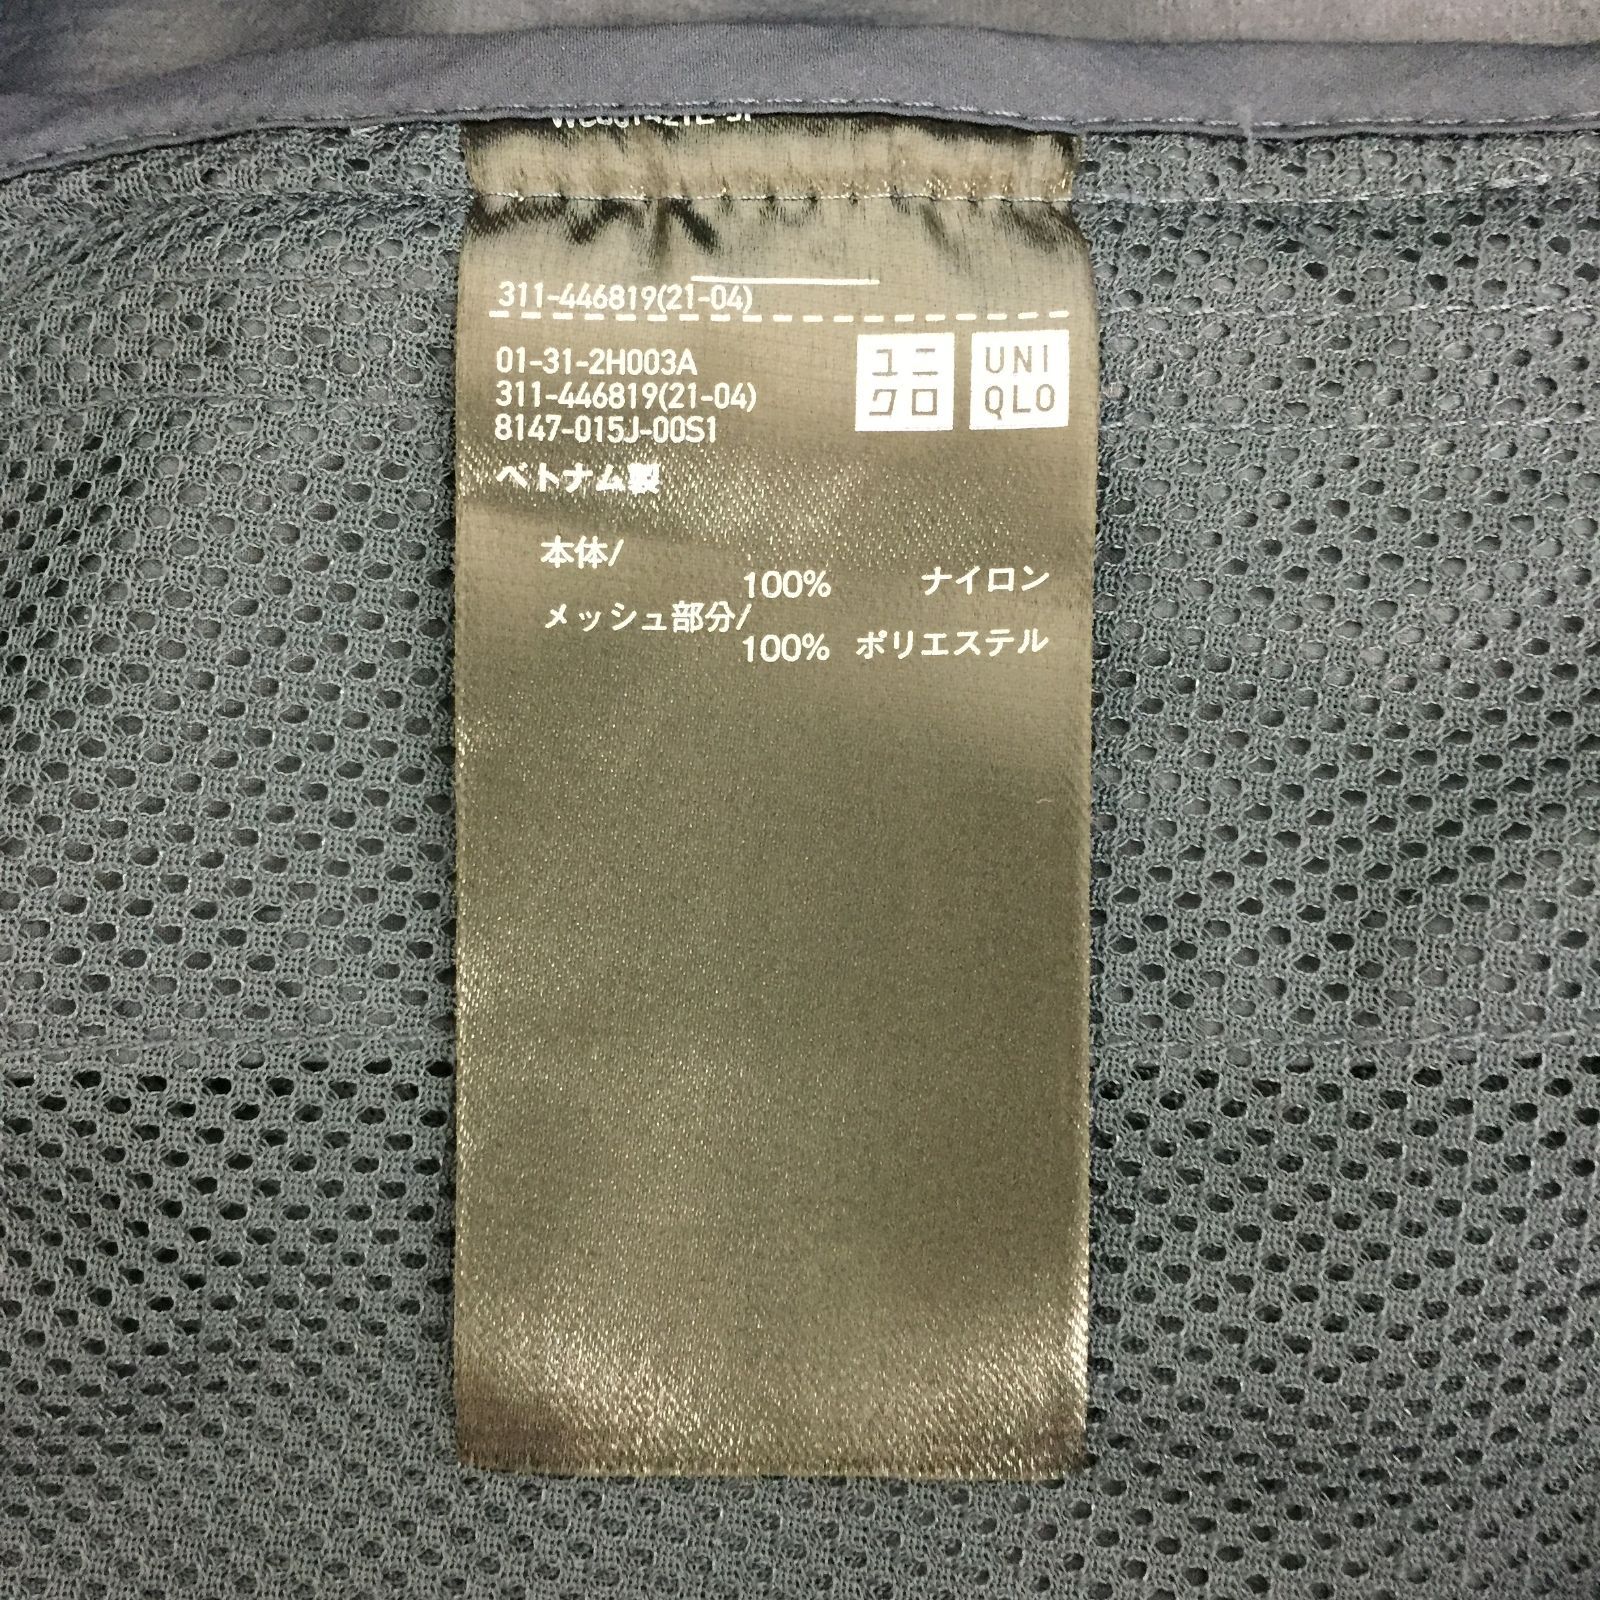 311-446819(21-04)
01-31-2H003A
311-446819(21-04)
8147-015J-00S1
ユニ
クロ
UNI
QLO
ベトナム製
本体/
100% ナイロン
メッシュ部分/
100% ポリエステル